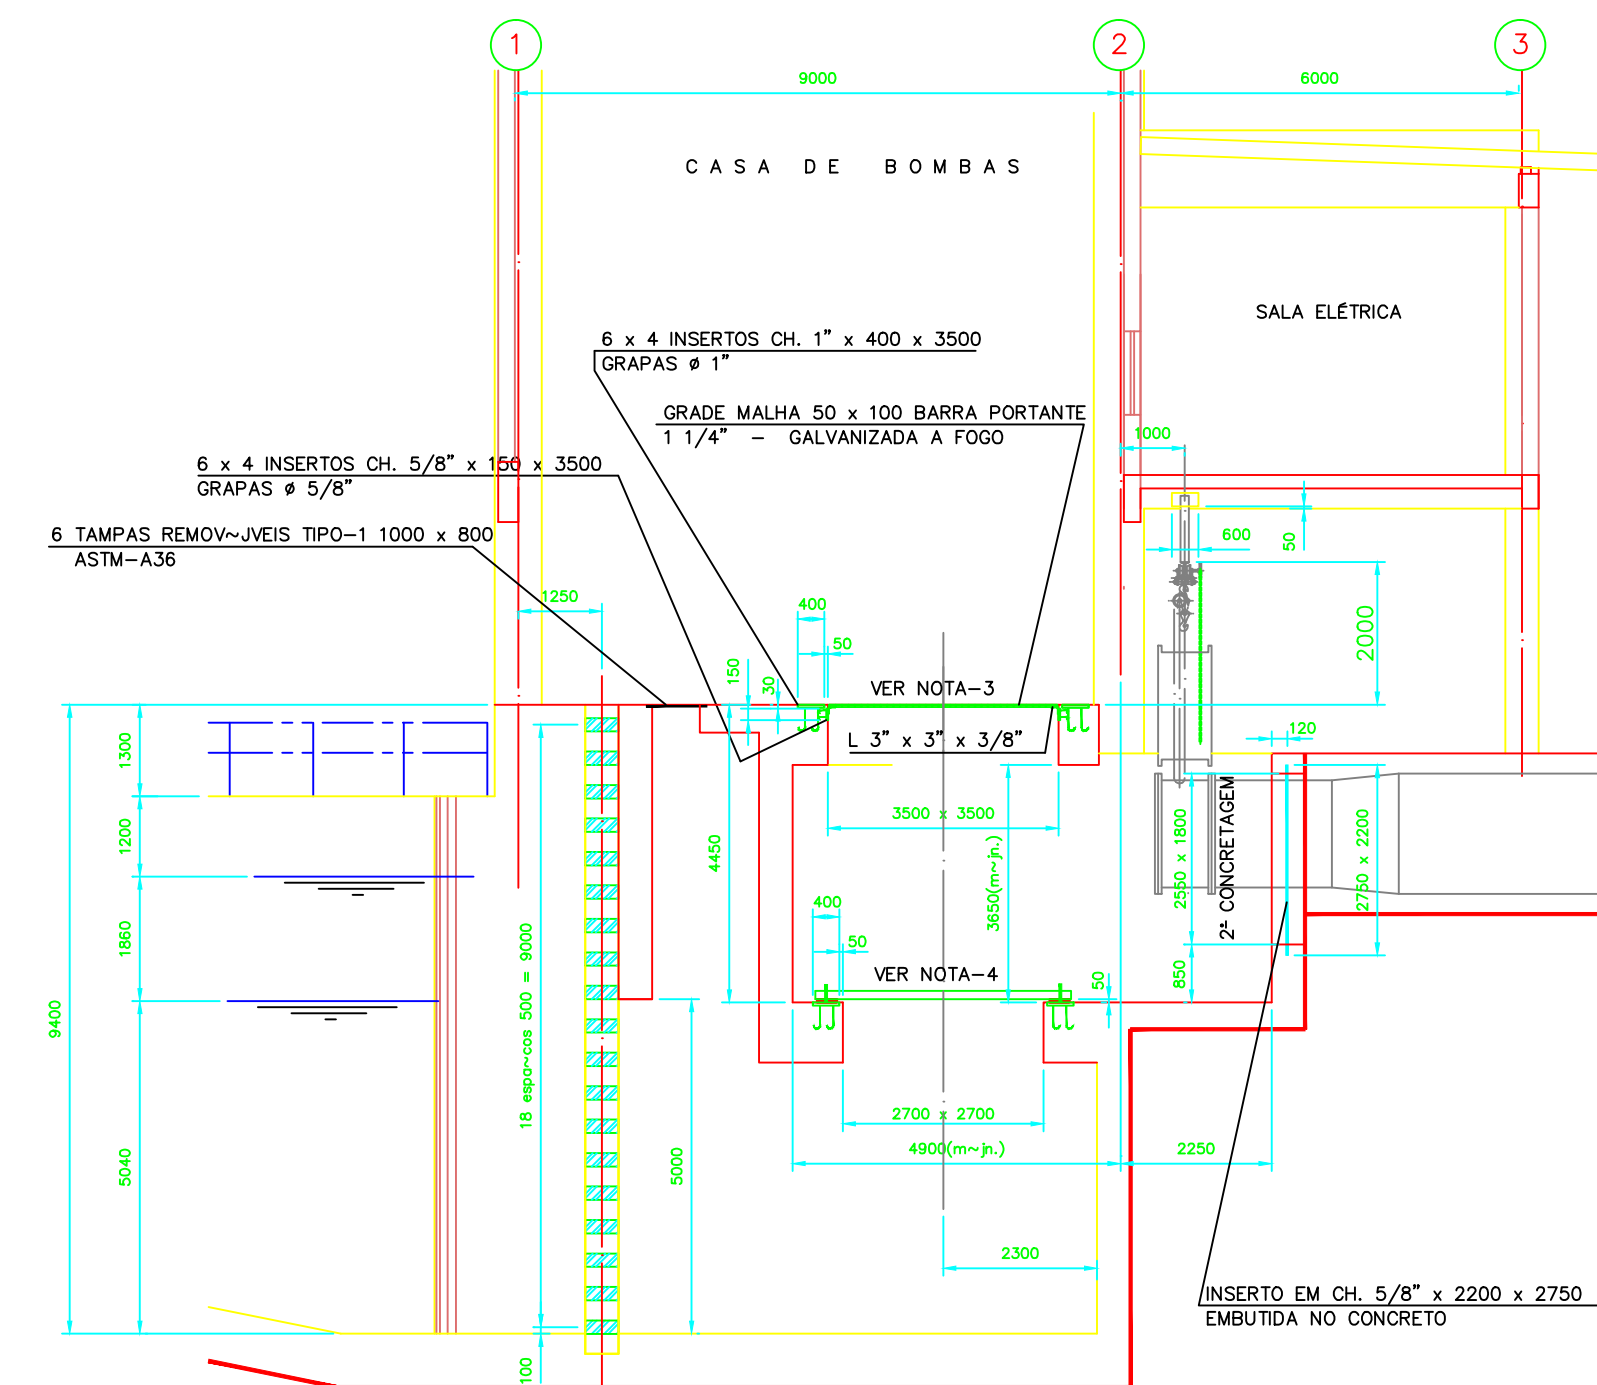 1
2
3
9000
6000
CASA DE BOMBAS
SALA ELÉTRICA
6 x 4 INSERTOS CH. 1" x 400 x 3500
GRAPAS ø 1"
GRADE MALHA 50 x 100 BARRA PORTANTE
1 1/4" – GALVANIZADA A FOGO
1000
6 x 4 INSERTOS CH. 5/8" x 150 x 3500
GRAPAS ø 5/8"
6 TAMPAS REMOV~JVEIS TIPO-1 1000 x 800
ASTM-A36
600
50
1250
400
50
2000
150
30
VER NOTA-3
L 3" x 3" x 3/8"
120
1300
1200
1860
9400
5040
18 espa~cos 500 = 9000
100
4450
3500 x 3500
3650(m~jn.)
2550 x 1800
2ª CONCRETAGEM
2750 x 2200
400
50
VER NOTA-4
50
850
5000
2700 x 2700
4900(m~jn.)
2250
2300
INSERTO EM CH. 5/8" x 2200 x 2750
EMBUTIDA NO CONCRETO